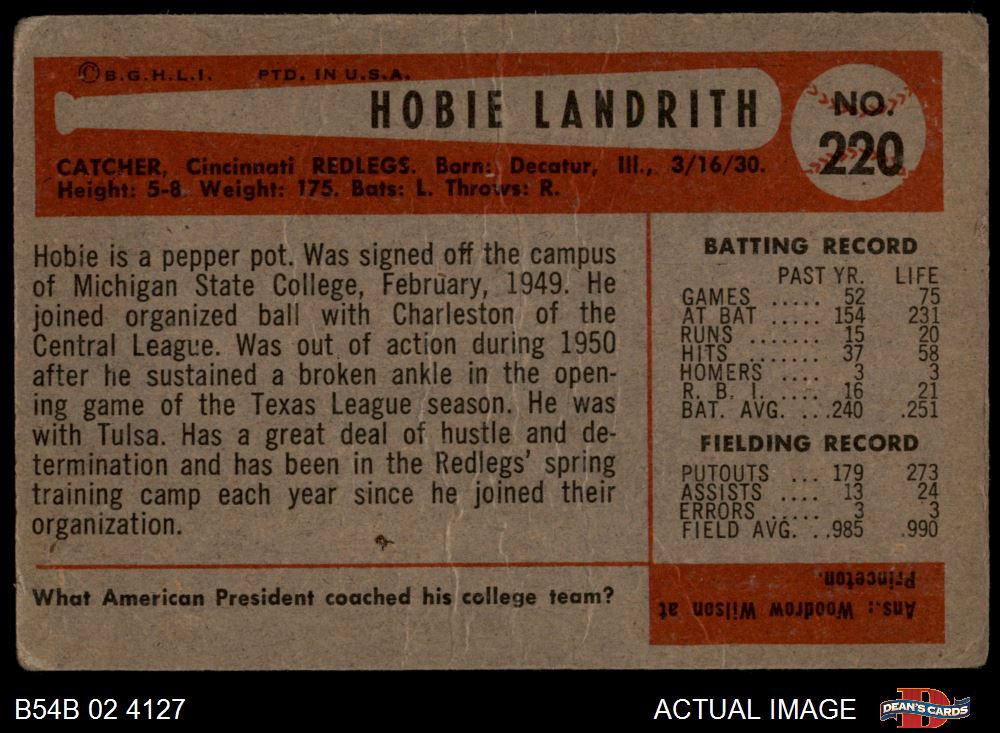 © B.G.H.L.I. PTD. IN U.S.A.
HOBIE LANDRITH
NO.
220
CATCHER, Cincinnati REDLEGS. Born: Decatur, Ill., 3/16/30.
Height: 5-8 Weight: 175. Bats: L. Throws: R.
Hobie is a pepper pot. Was signed off the campus
of Michigan State College, February, 1949. He
joined organized ball with Charleston of the
Central League. Was out of action during 1950
after he sustained a broken ankle in the open-
ing game of the Texas League season. He was
with Tulsa. Has a great deal of hustle and de-
termination and has been in the Redlegs' spring
training camp each year since he joined their
organization.
What American President coached his college team?
BATTING RECORD
PAST YR. LIFE
GAMES ..... 52 75
AT BAT ..... 154 231
RUNS ...... 15 20
HITS ....... 37 58
HOMERS .... 3 3
R. B. I. ..... 16 21
BAT. AVG. ...240 .251
FIELDING RECORD
PUTOUTS ... 179 273
ASSISTS .... 13 24
ERRORS ..... 3 3
FIELD AVG. ..985 .990
Ans.: Woodrow Wilson at
Princeton.
B54B 02 4127
ACTUAL IMAGE
D
DEAN'S CARDS